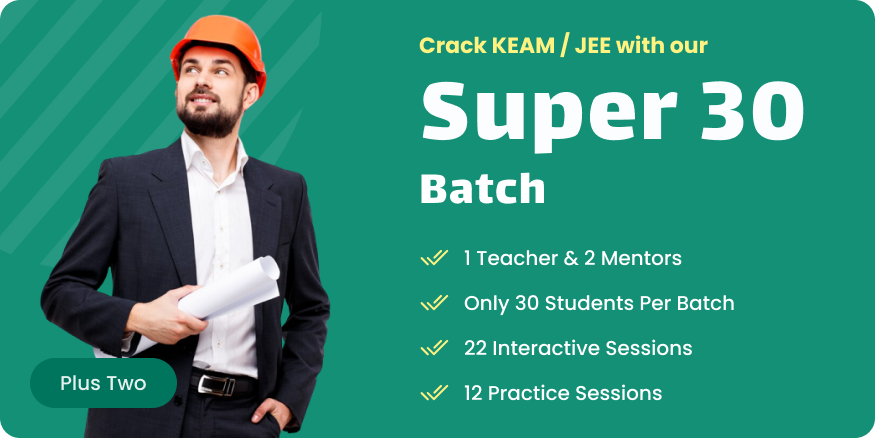 Crack KEAM / JEE with our
Super 30
Batch
1 Teacher & 2 Mentors
Only 30 Students Per Batch
22 Interactive Sessions
12 Practice Sessions
Plus Two